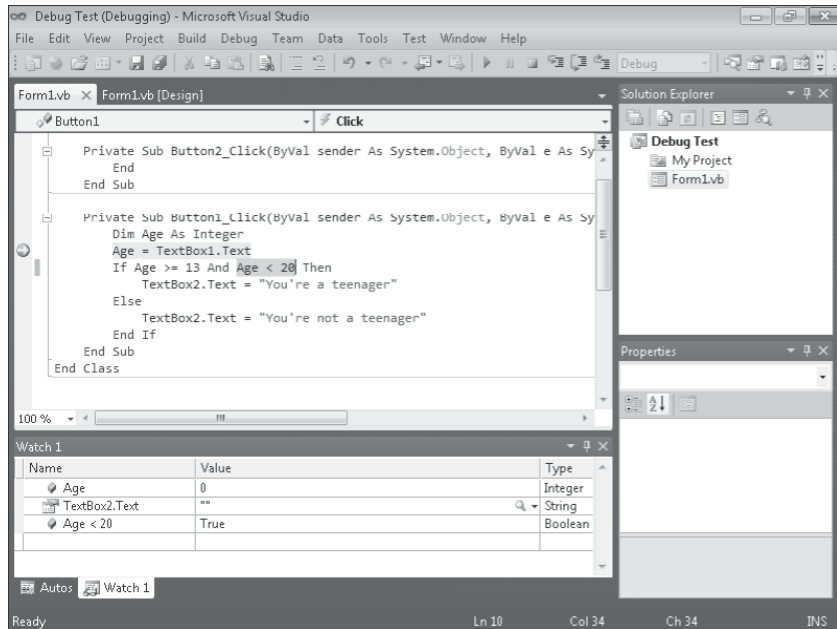 Debug Test (Debugging) - Microsoft Visual Studio
File Edit View Project Build Debug Team Data Tools Test Window Help
Debug
Form1.vb Form1.vb [Design]
Button1 Click
Private Sub Button2_Click(ByVal sender As System.Object, ByVal e As Sy
End
End Sub
Private Sub Button1_Click(ByVal sender As System.Object, ByVal e As Sy
Dim Age As Integer
Age = TextBox1.Text
If Age >= 13 And Age < 20 Then
TextBox2.Text = "You're a teenager"
Else
TextBox2.Text = "You're not a teenager"
End If
End Sub
End Class
100 %
Watch 1
Name Value Type
Age 0 Integer
TextBox2.Text "" String
Age < 20 True Boolean
Autos Watch 1
Solution Explorer
Debug Test
My Project
Form1.vb
Properties
Ready Ln 10 Col 34 Ch 34 INS